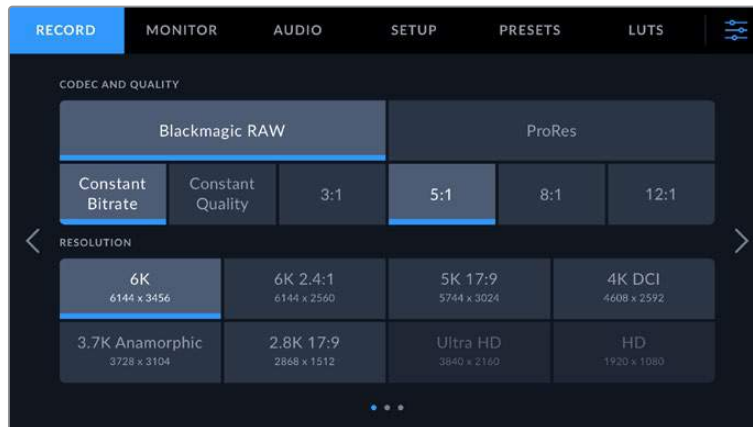 RECORD MONITOR AUDIO SETUP PRESETS LUTS
CODEC AND QUALITY
Blackmagic RAW ProRes
Constant Bitrate Constant Quality 3:1 5:1 8:1 12:1
RESOLUTION
6K 6K 2.4:1 5K 17:9 4K DCI
6144 x 3456 6144 x 2560 5744 x 3024 4608 x 2592
3.7K Anamorphic 2.8K 17:9 Ultra HD HD
3728 x 3104 2868 x 1512 3840 x 2160 1920 x 1080